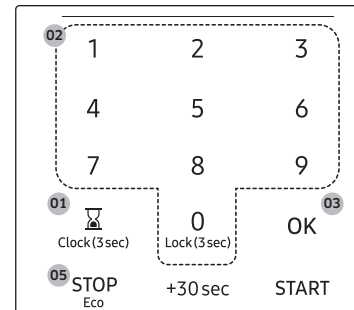 02
1 2 3
4 5 6
7 8 9
01 03
0 OK
Clock(3 sec) Lock(3 sec)
05 STOP +30 sec START
Eco